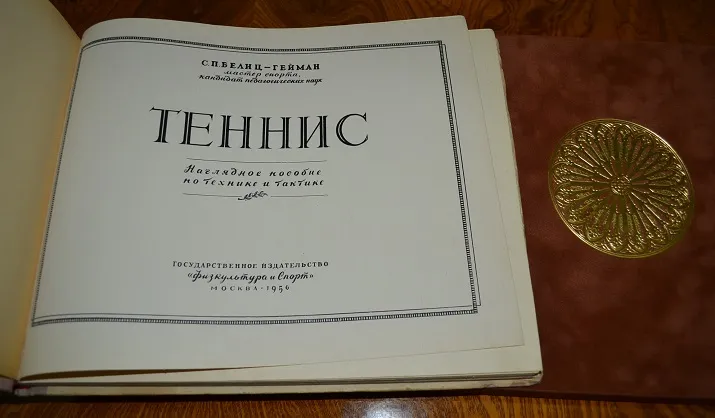 С.П.БЕЛИЦ-ГЕЙМАН
мастер спорта,
кандидат педагогических наук
ТЕННИС
Наглядное пособие
по технике и тактике
ГОСУДАРСТВЕННОЕ ИЗДАТЕЛЬСТВО
«Физкультура и Спорт»
МОСКВА·1956